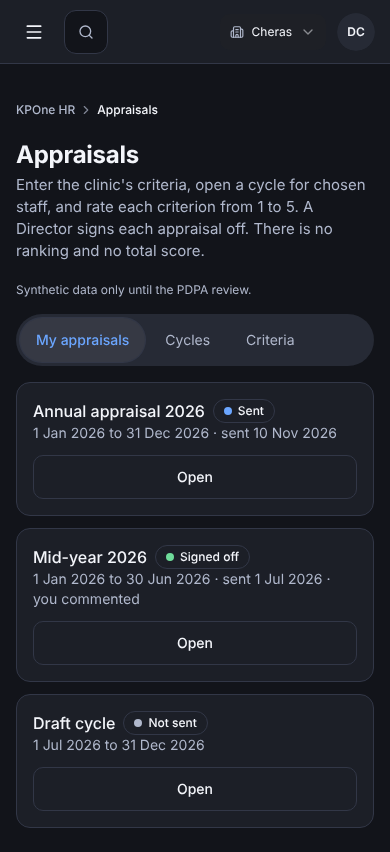 Cheras
DC
KPOne HR > Appraisals
Appraisals
Enter the clinic's criteria, open a cycle for chosen
staff, and rate each criterion from 1 to 5. A
Director signs each appraisal off. There is no
ranking and no total score.
Synthetic data only until the PDPA review.
My appraisals Cycles Criteria
Annual appraisal 2026 Sent
1 Jan 2026 to 31 Dec 2026 · sent 10 Nov 2026
Open
Mid-year 2026 Signed off
1 Jan 2026 to 30 Jun 2026 · sent 1 Jul 2026 ·
you commented
Open
Draft cycle Not sent
1 Jul 2026 to 31 Dec 2026
Open